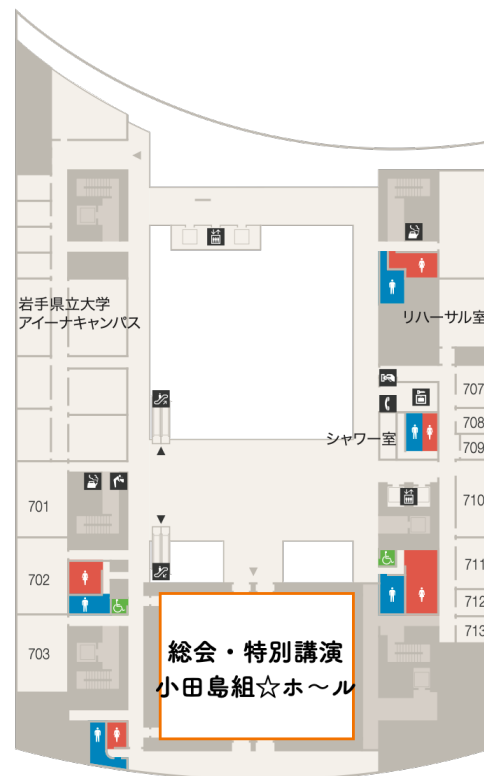 岩手県立大学
アイーナキャンパス
リハーサル室
707
シャワー室
708
709
701
710
702
711
712
703
713
総会・特別講演
小田島組☆ホ～ル